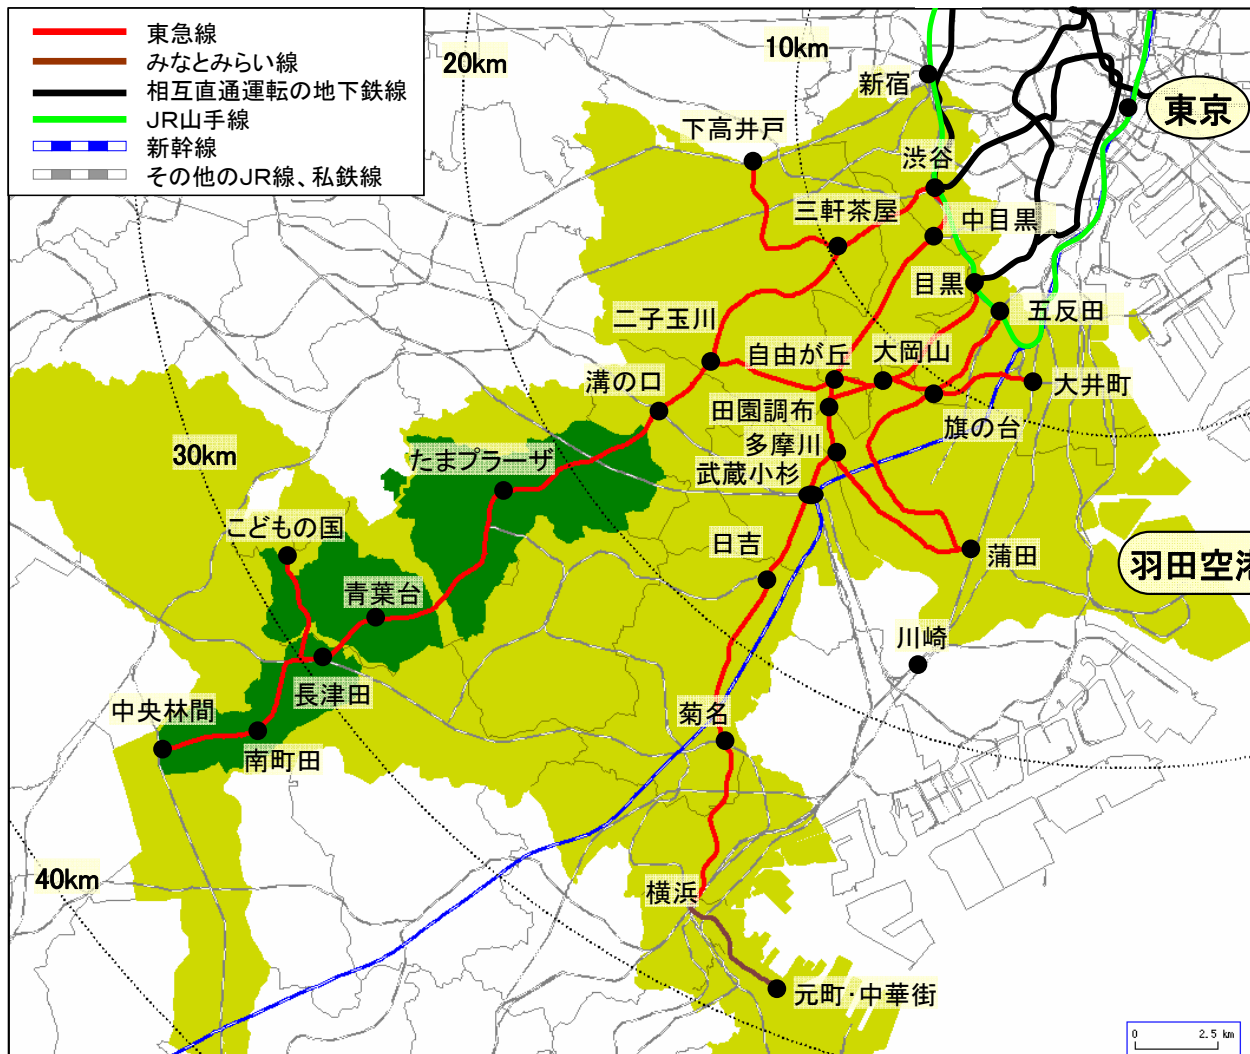 東急線
みなとみらい線
相互直通運転の地下鉄線
JR山手線
新幹線
その他のJR線、私鉄線
20km
10km
新宿
東京
下高井戸
渋谷
三軒茶屋
中目黒
目黒
五反田
二子玉川
自由が丘
大岡山
溝の口
大井町
田園調布
旗の台
多摩川
30km
たまプラーザ
武蔵小杉
こどもの国
日吉
蒲田
羽田空港
青葉台
川崎
長津田
中央林間
菊名
南町田
40km
横浜
元町・中華街
0 2.5 km